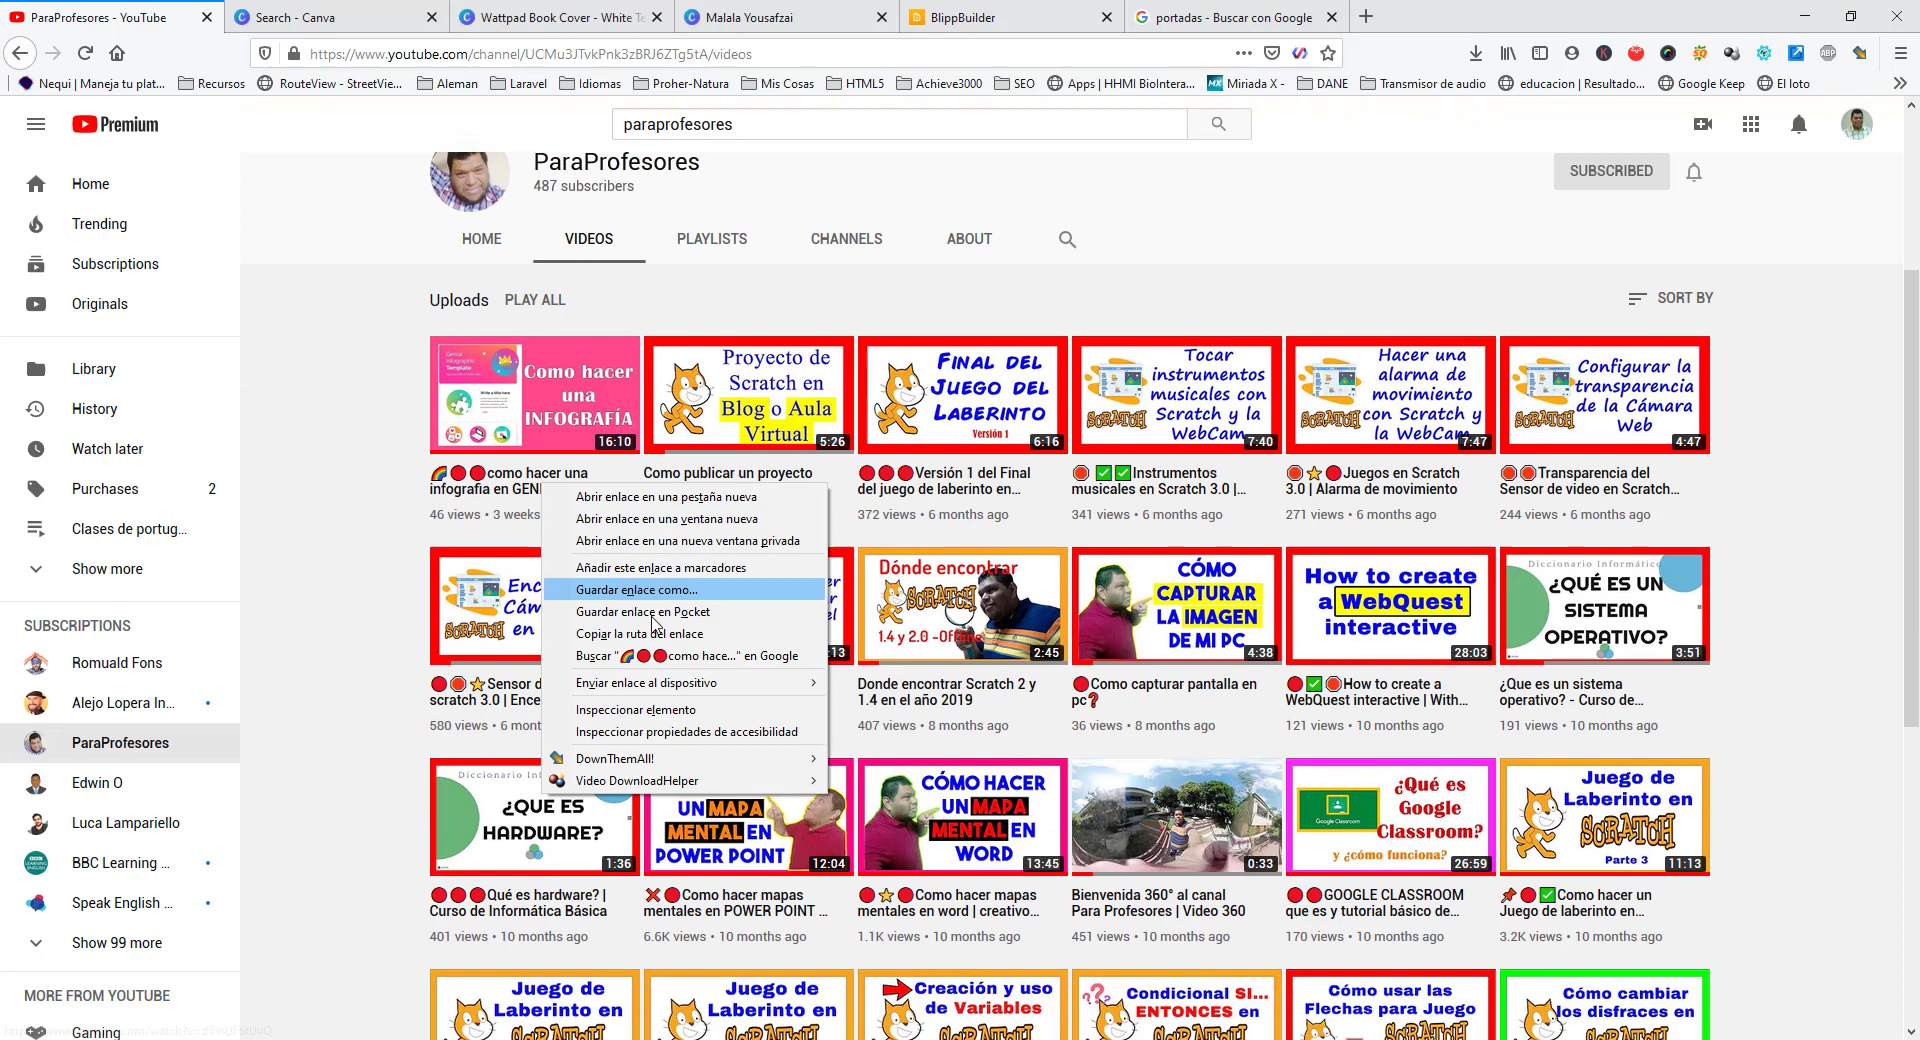 ParaProfesores - YouTube
Search - Canva
Wattpad Book Cover - White Te
Malala Yousafzai
BlippBuilder
portadas - Buscar con Google
https://www.youtube.com/channel/UCMu3JTvkPnk3zBRJ6ZTg5tA/videos
Nequi | Maneja tu plat...
Recursos
RouteView - StreetVie...
Aleman
Laravel
Idiomas
Proher-Natura
Mis Cosas
HTML5
Achieve3000
SEO
Apps | HHMI BioIntera...
Miriada X -
DANE
Transmisor de audio
educacion | Resultado...
Google Keep
El loto
Premium
paraprofesores
Home
Trending
Subscriptions
Originals
Library
History
Watch later
Purchases 2
Clases de portug...
Show more
SUBSCRIPTIONS
Romuald Fons
Alejo Lopera In...
ParaProfesores
Edwin O
Luca Lampariello
BBC Learning ...
Speak English ...
Show 99 more
MORE FROM YOUTUBE
Gaming
ParaProfesores
487 subscribers
SUBSCRIBED
HOME
VIDEOS
PLAYLISTS
CHANNELS
ABOUT
Uploads PLAY ALL
SORT BY
Genial
Infographic
Template
Como hacer
una
INFOGRAFÍA
16:10
Proyecto de
Scratch en
Blog o Aula
Virtual
5:26
FINAL DEL
JUEGO DEL
LABERINTO
Versión 1
6:16
Tocar
instrumentos
musicales con
Scratch y la
WebCam
SCRATCH
7:40
Hacer una
alarma de
movimiento
con Scratch y
la WebCam
SCRATCH
7:47
Configurar la
transparencia
de la Cámara
Web
SCRATCH
4:47
como hacer una
infografia en GENI
46 views • 3 weeks
Como publicar un proyecto
Versión 1 del Final
del juego de laberinto en...
372 views • 6 months ago
Instrumentos
musicales en Scratch 3.0 |...
341 views • 6 months ago
Juegos en Scratch
3.0 | Alarma de movimiento
271 views • 6 months ago
Transparencia del
Sensor de video en Scratch...
244 views • 6 months ago
Abrir enlace en una pestaña nueva
Abrir enlace en una ventana nueva
Abrir enlace en una nueva ventana privada
Añadir este enlace a marcadores
Guardar enlace como...
Guardar enlace en Pocket
Copiar la ruta del enlace
Buscar "🌈🔴🔴como hace..." en Google
Enviar enlace al dispositivo
Inspeccionar elemento
Inspeccionar propiedades de accesibilidad
DownThemAll!
Video DownloadHelper
Enc
Cám
en
SCRATCH
:13
Dónde encontrar
SCRATCH
1.4 y 2.0 -Offline
2:45
CÓMO
CAPTURAR
LA IMAGEN
DE MI PC
4:38
How to create
a WebQuest
interactive
28:03
Diccionario Informático
¿QUÉ ES UN
SISTEMA
OPERATIVO?
3:51
Sensor d
scratch 3.0 | Ence
580 views • 6 mont
Donde encontrar Scratch 2 y
1.4 en el año 2019
407 views • 8 months ago
Como capturar pantalla en
pc❓
36 views • 8 months ago
How to create a
WebQuest interactive | With...
121 views • 10 months ago
¿Que es un sistema
operativo? - Curso de...
191 views • 10 months ago
Diccionario Inf
¿QUE ES
HARDWARE?
1:36
UN MAPA
MENTAL EN
POWER POINT
12:04
CÓMO HACER
UN MAPA
MENTAL EN
WORD
13:45
0:33
Google Classroom
¿Qué es
Google
Classroom?
y ¿cómo funciona?
26:59
Juego de
Laberinto en
SCRATCH
Parte 3
11:13
Qué es hardware? |
Curso de Informática Básica
401 views • 10 months ago
Como hacer mapas
mentales en POWER POINT ...
6.6K views • 10 months ago
Como hacer mapas
mentales en word | creativo...
1.1K views • 10 months ago
Bienvenida 360° al canal
Para Profesores | Video 360
451 views • 10 months ago
GOOGLE CLASSROOM
que es y tutorial básico de...
170 views • 10 months ago
Como hacer un
Juego de laberinto en...
3.2K views • 10 months ago
Juego de
Laberinto en
Juego de
Laberinto en
Creación y uso
de Variables
Condicional SI...
ENTONCES en
Cómo usar las
Flechas para Juego
Cómo cambiar
los disfraces en